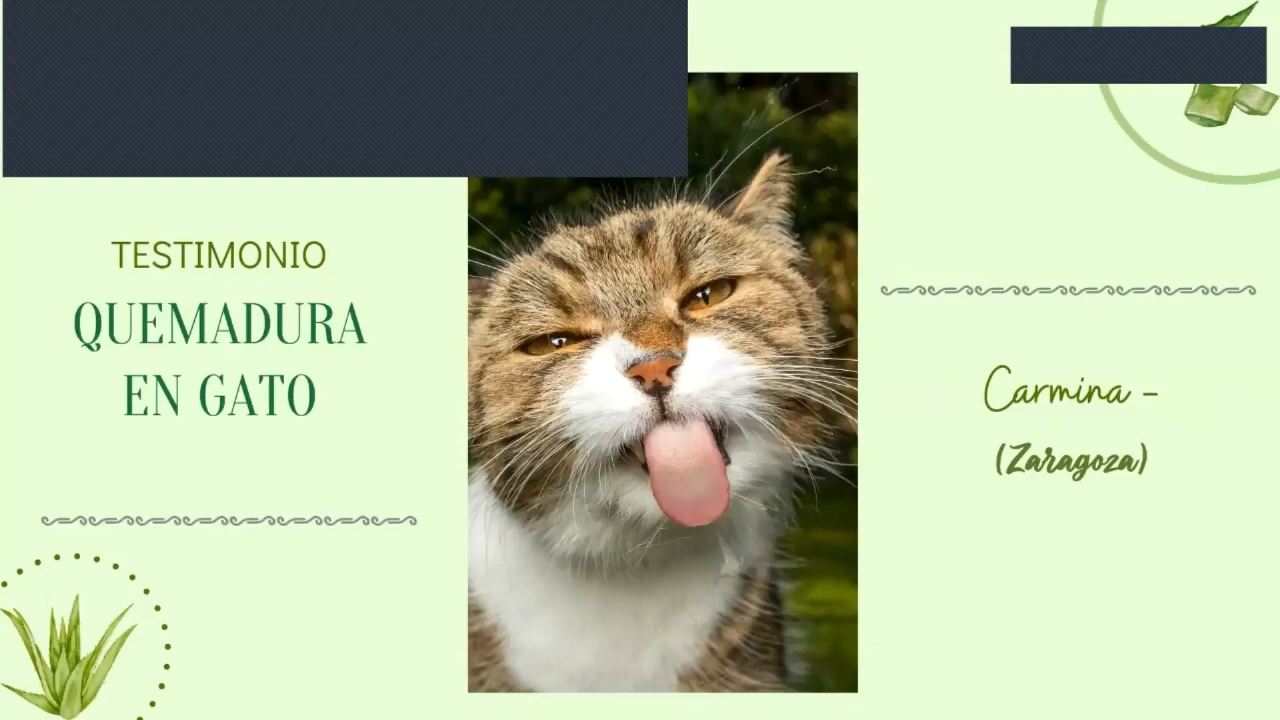 TESTIMONIO
QUEMADURA
EN GATO
Carmina -
(Zaragoza)